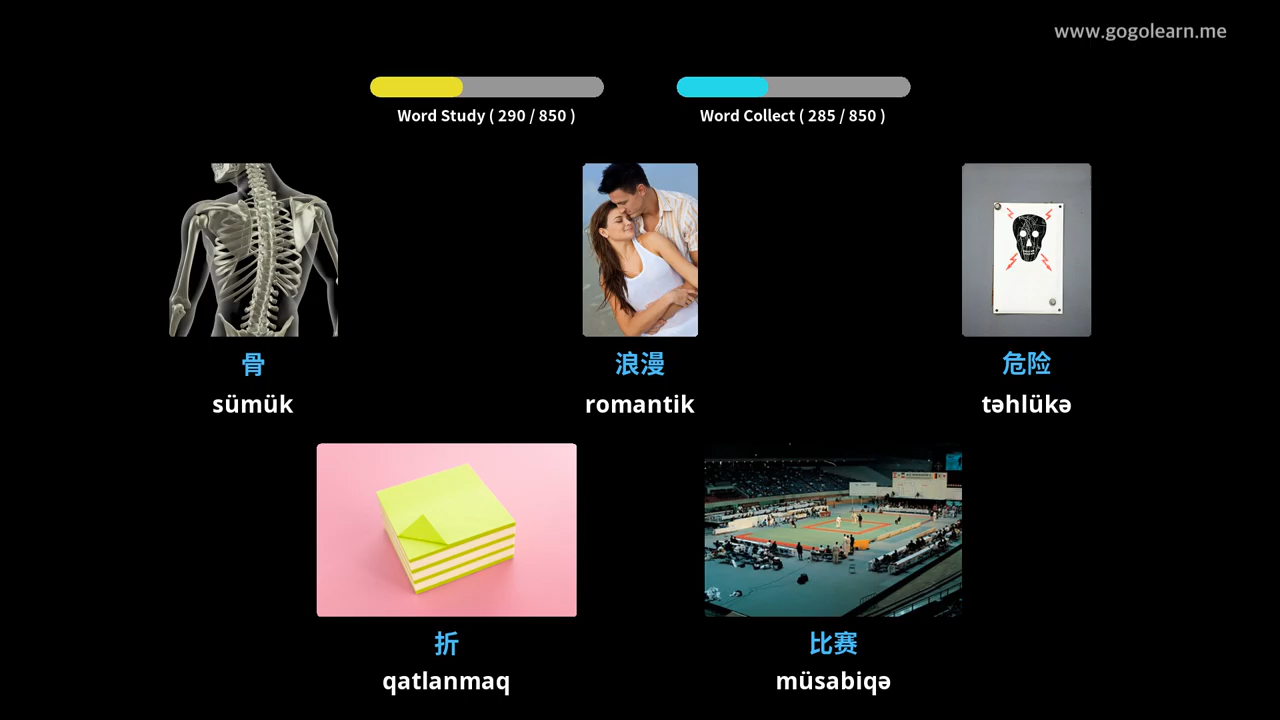 www.gogolearn.me
Word Study ( 290 / 850 )
Word Collect ( 285 / 850 )
骨
浪漫
危险
sümük
romantik
təhlükə
折
比赛
qatlanmaq
müsabiqə